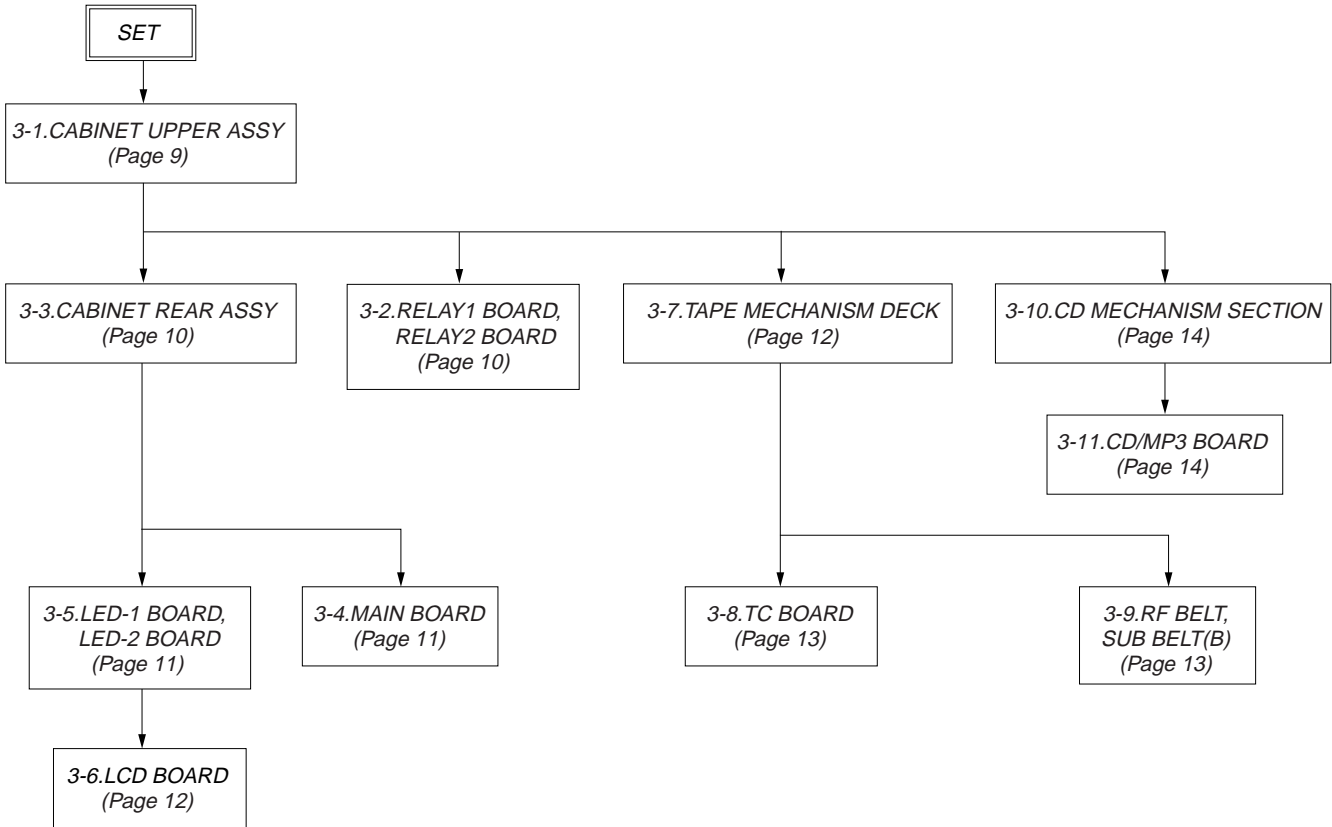 SET
3-1.CABINET UPPER ASSY
(Page 9)
3-3.CABINET REAR ASSY
(Page 10)
3-2.RELAY1 BOARD,
RELAY2 BOARD
(Page 10)
3-7.TAPE MECHANISM DECK
(Page 12)
3-10.CD MECHANISM SECTION
(Page 14)
3-11.CD/MP3 BOARD
(Page 14)
3-5.LED-1 BOARD,
LED-2 BOARD
(Page 11)
3-4.MAIN BOARD
(Page 11)
3-8.TC BOARD
(Page 13)
3-9.RF BELT,
SUB BELT(B)
(Page 13)
3-6.LCD BOARD
(Page 12)